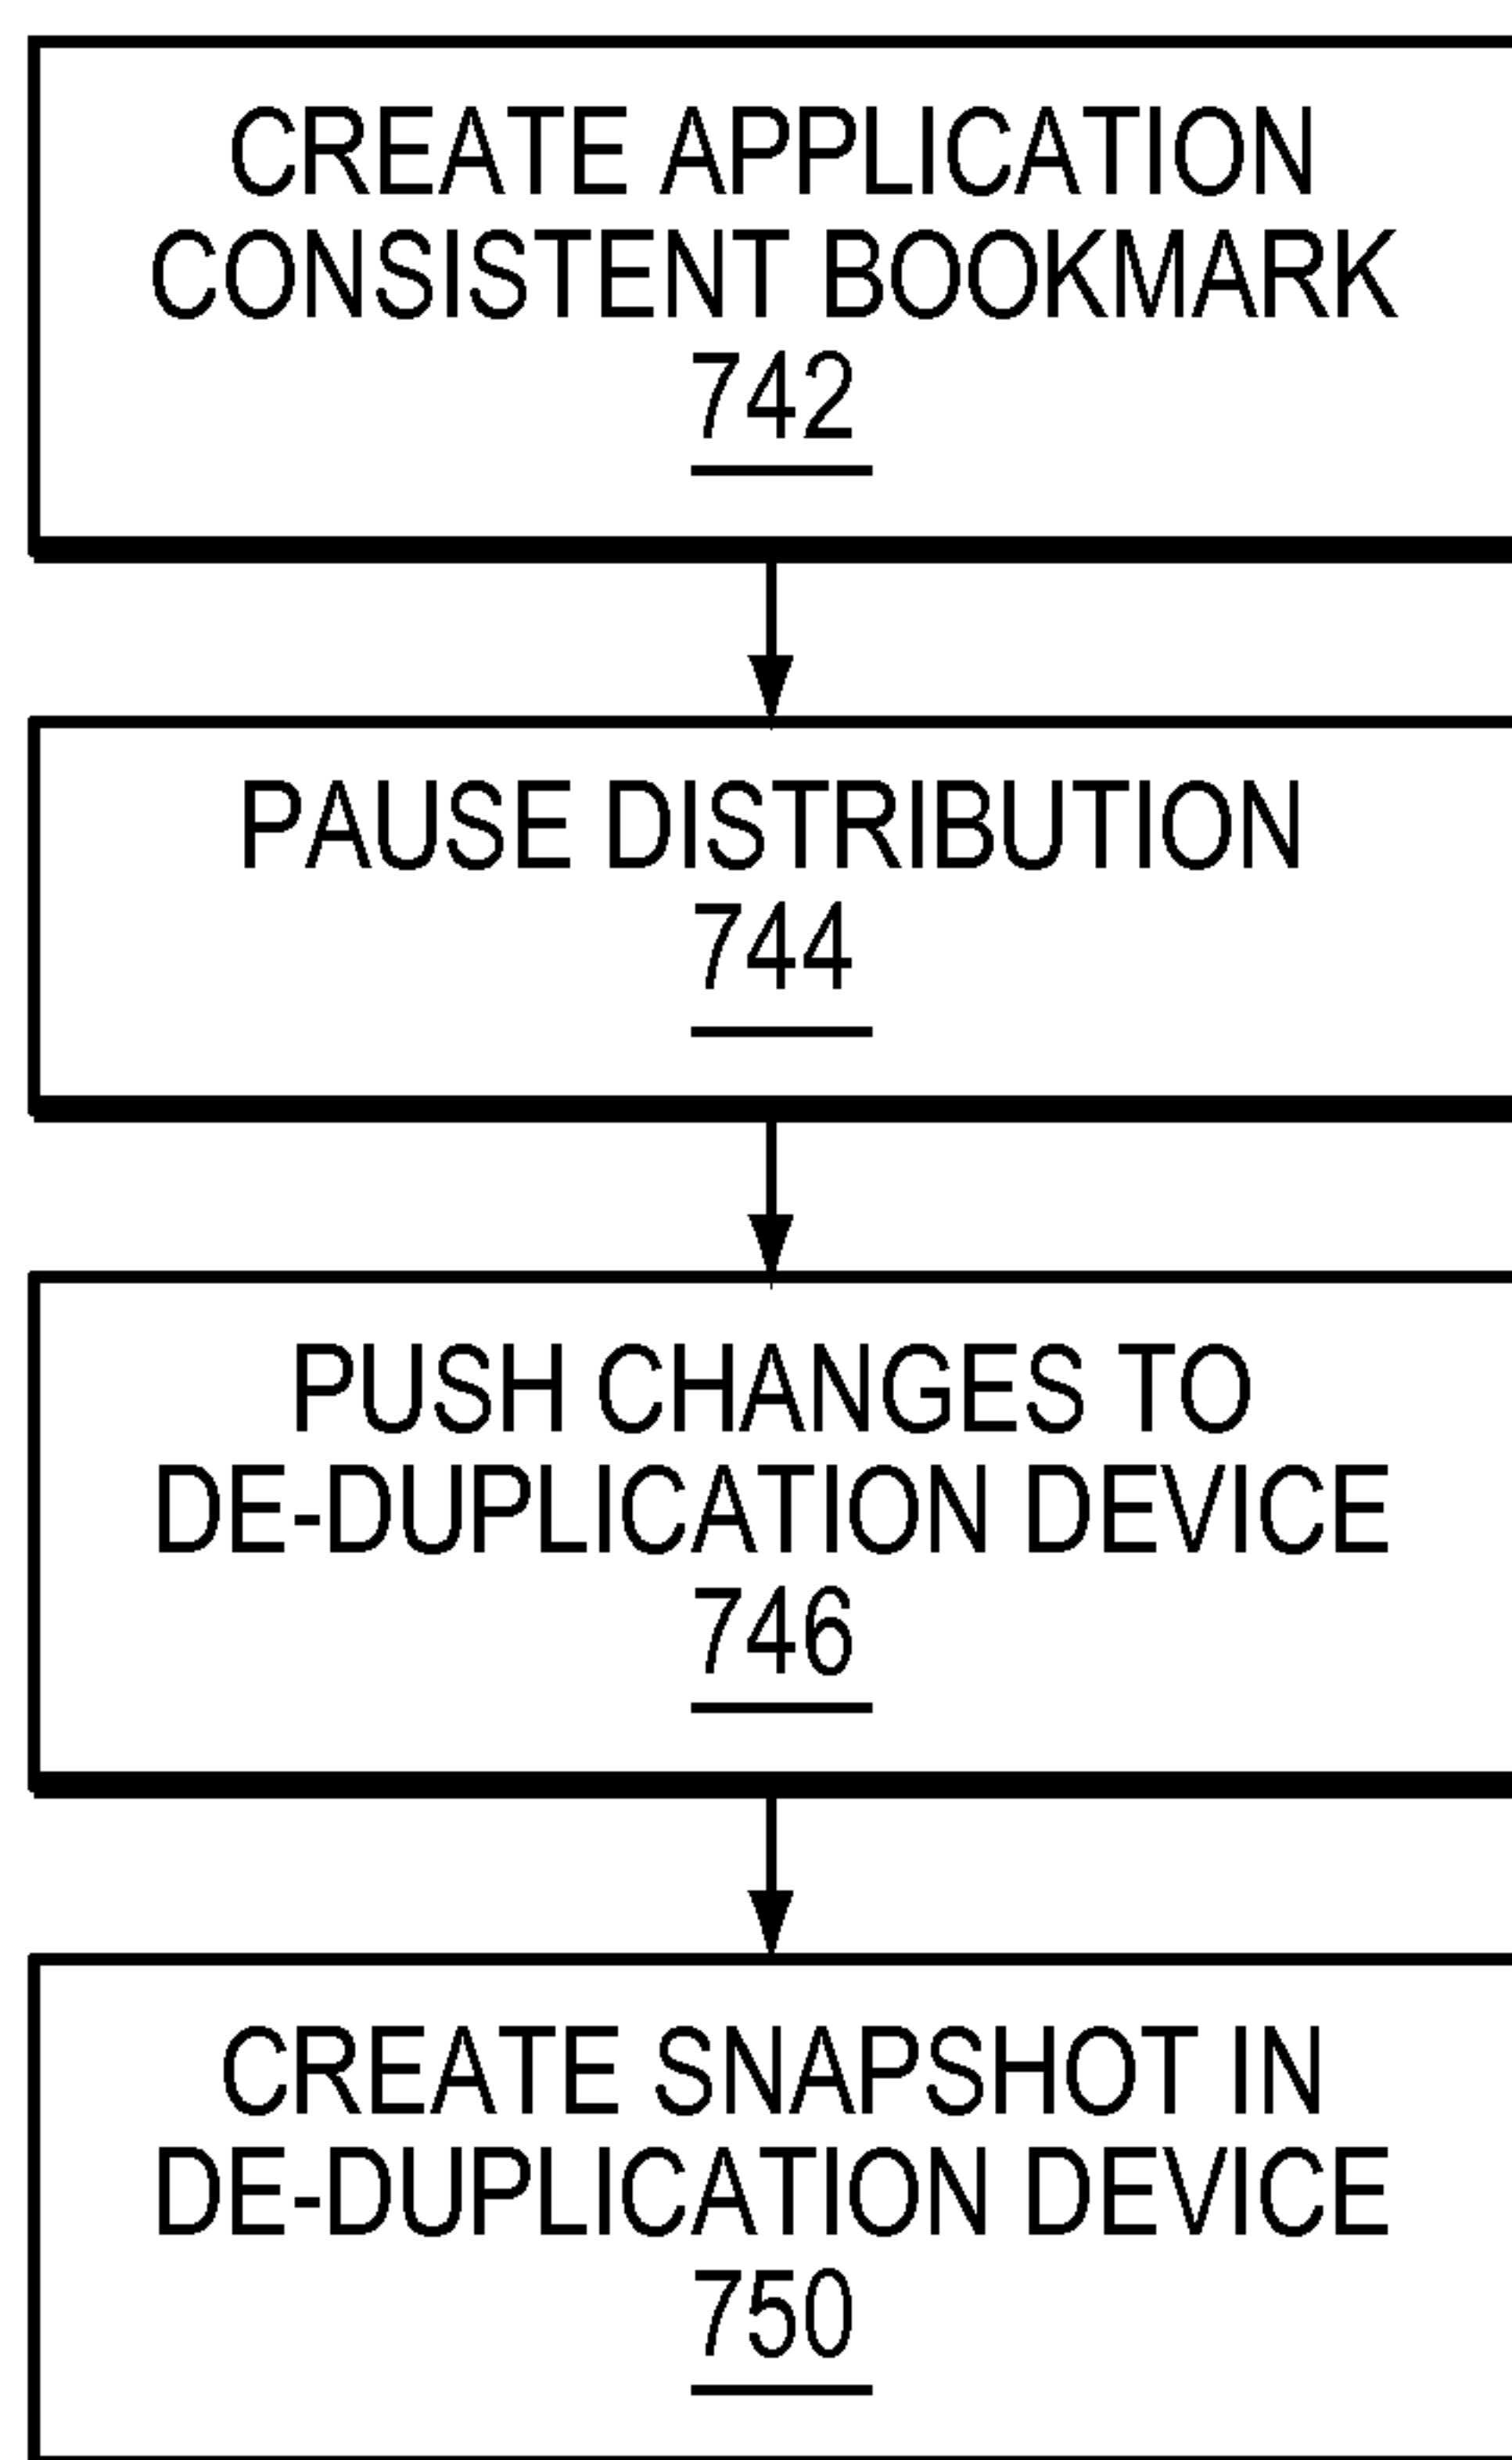 CREATE APPLICATION
CONSISTENT BOOKMARK
742
PAUSE DISTRIBUTION
744
PUSH CHANGES TO
DE-DUPLICATION DEVICE
746
CREATE SNAPSHOT IN
DE-DUPLICATION DEVICE
750